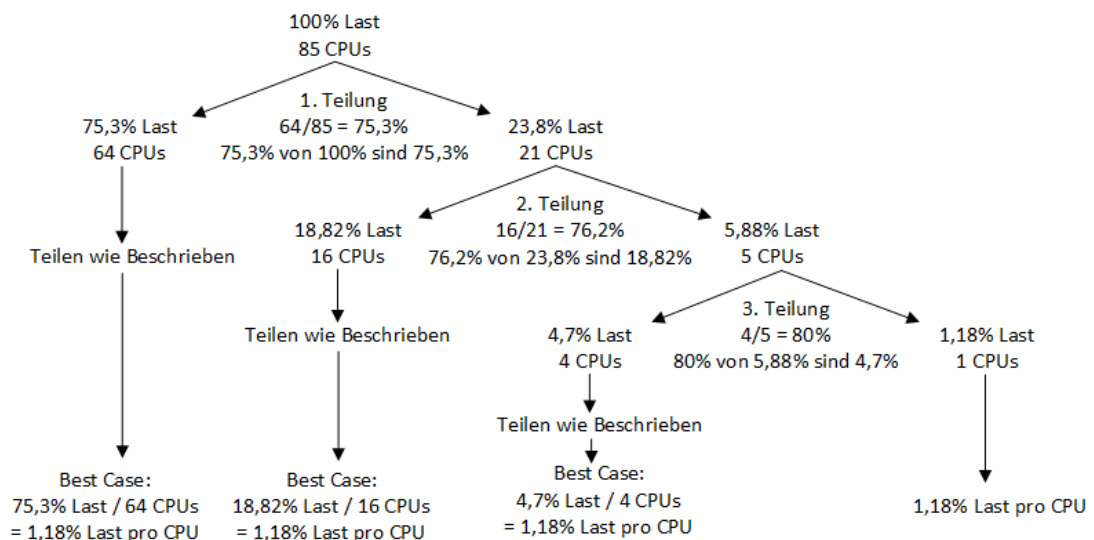 100% Last
85 CPUs
1. Teilung
64/85 = 75,3%
75,3% von 100% sind 75,3%
75,3% Last
64 CPUs
23,8% Last
21 CPUs
2. Teilung
16/21 = 76,2%
76,2% von 23,8% sind 18,82%
18,82% Last
16 CPUs
5,88% Last
5 CPUs
Teilen wie Beschrieben
3. Teilung
4/5 = 80%
80% von 5,88% sind 4,7%
Teilen wie Beschrieben
4,7% Last
4 CPUs
1,18% Last
1 CPUs
Teilen wie Beschrieben
Best Case:
75,3% Last / 64 CPUs
= 1,18% Last pro CPU
Best Case:
18,82% Last / 16 CPUs
= 1,18% Last pro CPU
Best Case:
4,7% Last / 4 CPUs
= 1,18% Last pro CPU
1,18% Last pro CPU